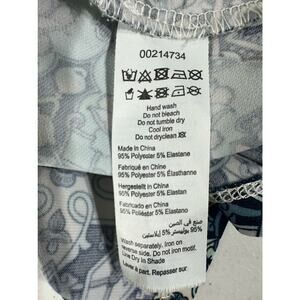 00214734
Hand wash
Do not bleach
Do not tumble dry
Cool iron
Do not dryclean
Made in China
95% Polyester 5% Elastane
Fabriqué en China
95% Polyester 5% Élasthanne
Hergestellt in China
95% Polyester 5% Elastan
Fabricado en China
95% Poliéster 5% Elastano
صنع في الصين
95% بوليستر 5% إيلاستين
Wash separately. Iron on
reverse side. Do not iron motif.
Line Dry in Shade
Laver à part. Repasser sur